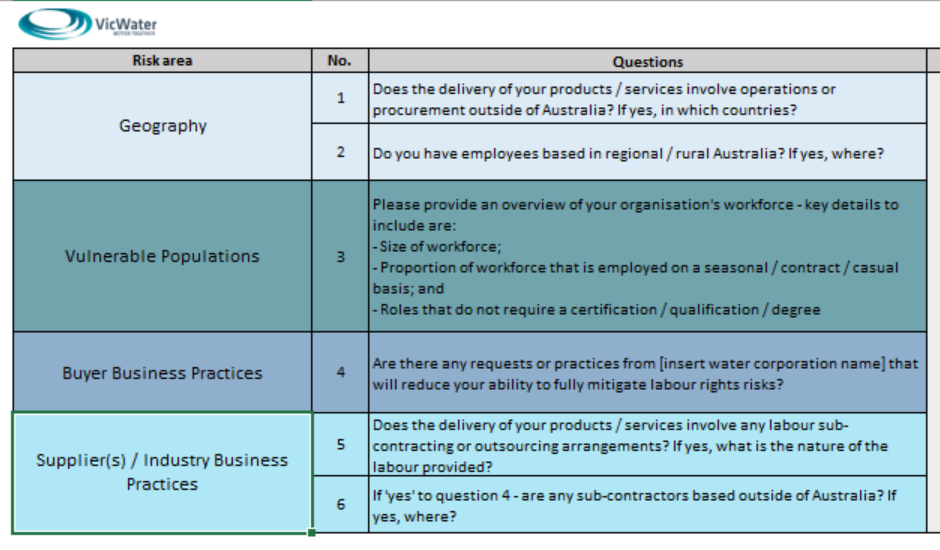 VicWater
BETTER TOGETHER
Risk area No. Questions
Geography
1
Does the delivery of your products / services involve operations or
procurement outside of Australia? If yes, in which countries?
2
Do you have employees based in regional / rural Australia? If yes, where?
Vulnerable Populations
3
Please provide an overview of your organisation's workforce - key details to
include are:
- Size of workforce;
- Proportion of workforce that is employed on a seasonal / contract / casual
basis; and
- Roles that do not require a certification / qualification / degree
Buyer Business Practices
4
Are there any requests or practices from [insert water corporation name] that
will reduce your ability to fully mitigate labour rights risks?
Supplier(s) / Industry Business
Practices
5
Does the delivery of your products / services involve any labour sub-
contracting or outsourcing arrangements? If yes, what is the nature of the
labour provided?
6
If 'yes' to question 4 - are any sub-contractors based outside of Australia? If
yes, where?